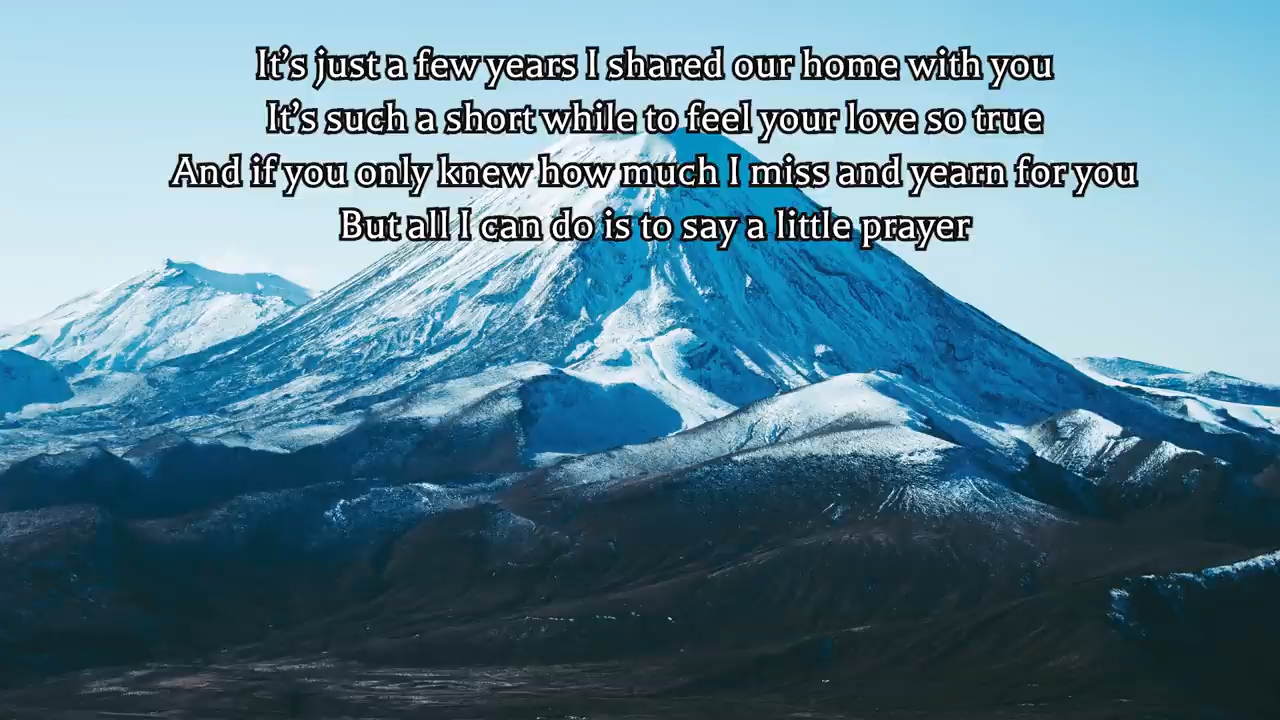 It’s just a few years I shared our home with you
It’s such a short while to feel your love so true
And if you only knew how much I miss and yearn for you
But all I can do is to say a little prayer